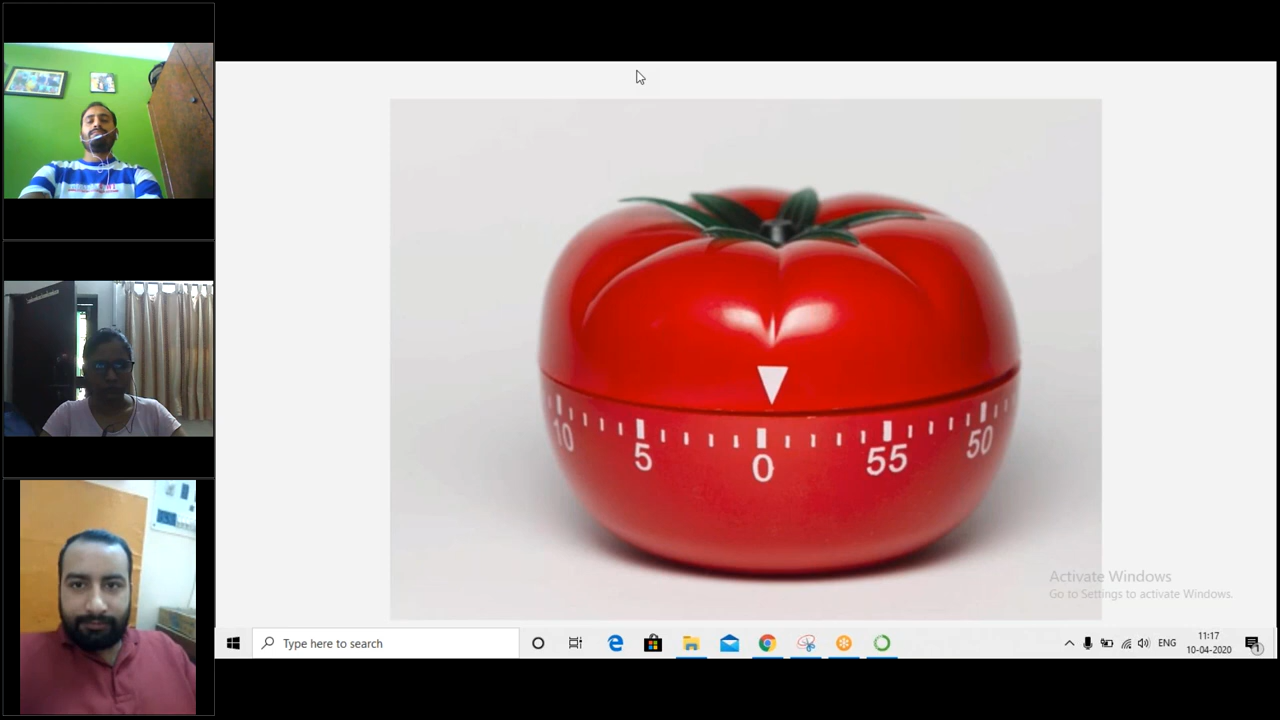 10 5 0 55 50
Activate Windows
Go to Settings to activate Windows.
Type here to search
ENG
11:17
10-04-2020
1